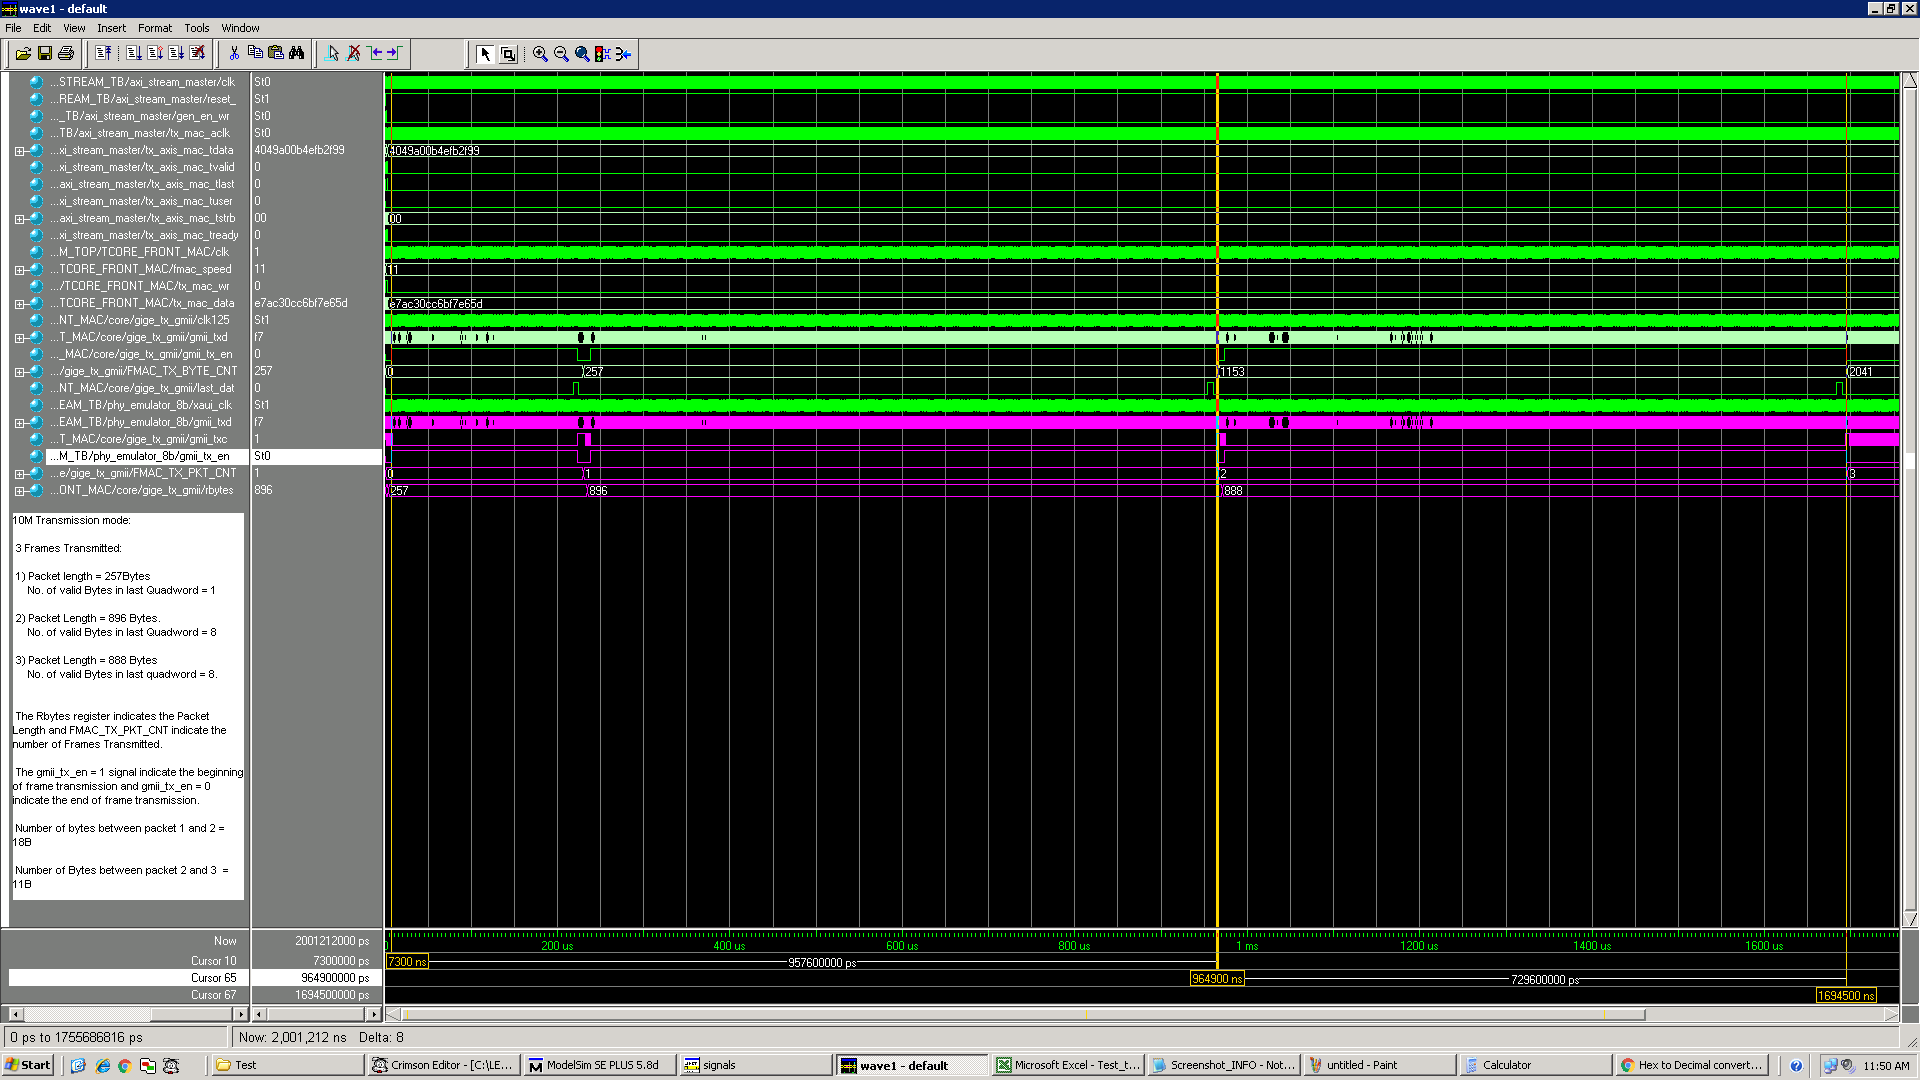 wave1 - default
File Edit View Insert Format Tools Window
...STREAM_TB/axi_stream_master/clk St0
...REAM_TB/axi_stream_master/reset_ St1
..._TB/axi_stream_master/gen_en_wr St0
...TB/axi_stream_master/tx_mac_aclk St0
...xi_stream_master/tx_axis_mac_tdata 4049a00b4efb2f99 4049a00b4efb2f99
...xi_stream_master/tx_axis_mac_tvalid 0
...axi_stream_master/tx_axis_mac_tlast 0
...xi_stream_master/tx_axis_mac_tuser 0
...axi_stream_master/tx_axis_mac_tstrb 00 00
...xi_stream_master/tx_axis_mac_tready 0
...M_TOP/TCORE_FRONT_MAC/clk 1
...TCORE_FRONT_MAC/fmac_speed 11 11
.../TCORE_FRONT_MAC/tx_mac_wr 0
...TCORE_FRONT_MAC/tx_mac_data e7ac30cc6bf7e65d e7ac30cc6bf7e65d
...NT_MAC/core/gige_tx_gmii/clk125 St1
...T_MAC/core/gige_tx_gmii/gmii_txd f7
..._MAC/core/gige_tx_gmii/gmii_tx_en 0
.../gige_tx_gmii/FMAC_TX_BYTE_CNT 257 0 257 1153 2041
...NT_MAC/core/gige_tx_gmii/last_dat 0
...EAM_TB/phy_emulator_8b/xaui_clk St1
...EAM_TB/phy_emulator_8b/gmii_txd f7
...T_MAC/core/gige_tx_gmii/gmii_txc 1
...M_TB/phy_emulator_8b/gmii_tx_en St0
...e/gige_tx_gmii/FMAC_TX_PKT_CNT 1 0 1 2 3
...ONT_MAC/core/gige_tx_gmii/rbytes 896 257 896 888
10M Transmission mode:
3 Frames Transmitted:
1) Packet length = 257Bytes
No. of valid Bytes in last Quadword = 1
2) Packet Length = 896 Bytes.
No. of valid Bytes in last Quadword = 8
3) Packet Length = 888 Bytes
No. of valid Bytes in last quadword = 8.
The Rbytes register indicates the Packet
Length and FMAC_TX_PKT_CNT indicate the
number of Frames Transmitted.
The gmii_tx_en = 1 signal indicate the beginning
of frame transmission and gmii_tx_en = 0
indicate the end of frame transmission.
Number of bytes between packet 1 and 2 =
18B
Number of Bytes between packet 2 and 3 =
11B
Now 2001212000 ps 200 us 400 us 600 us 800 us 1 ms 1200 us 1400 us 1600 us
Cursor 10 7300000 ps 7300 ns 957600000 ps
Cursor 65 964900000 ps 964900 ns 729600000 ps
Cursor 67 1694500000 ps 1694500 ns
0 ps to 1755686816 ps Now: 2,001,212 ns Delta: 8
Start Test Crimson Editor - [C:\LE... ModelSim SE PLUS 5.8d signals wave1 - default Microsoft Excel - Test_t... Screenshot_INFO - Not... untitled - Paint Calculator Hex to Decimal convert... 11:50 AM